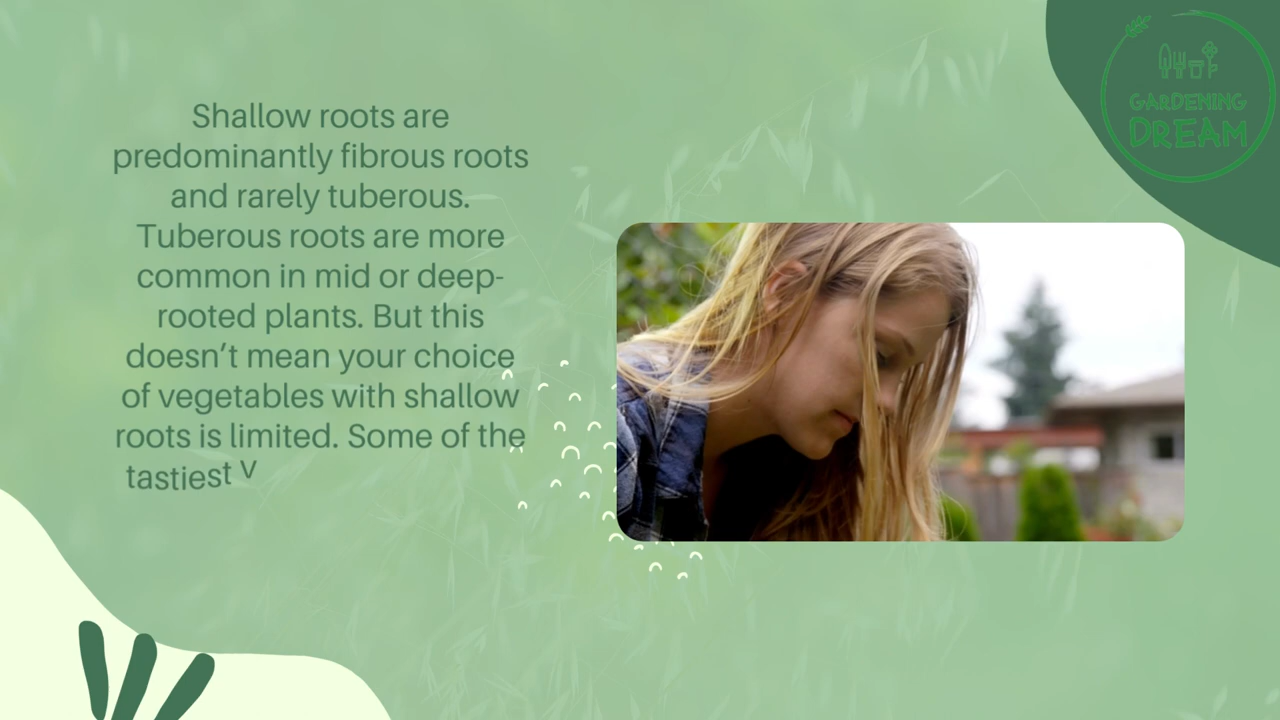 Shallow roots are
predominantly fibrous roots
and rarely tuberous.
Tuberous roots are more
common in mid or deep-
rooted plants. But this
doesn’t mean your choice
of vegetables with shallow
roots is limited. Some of the
tastiest v
GARDENING
DREAM